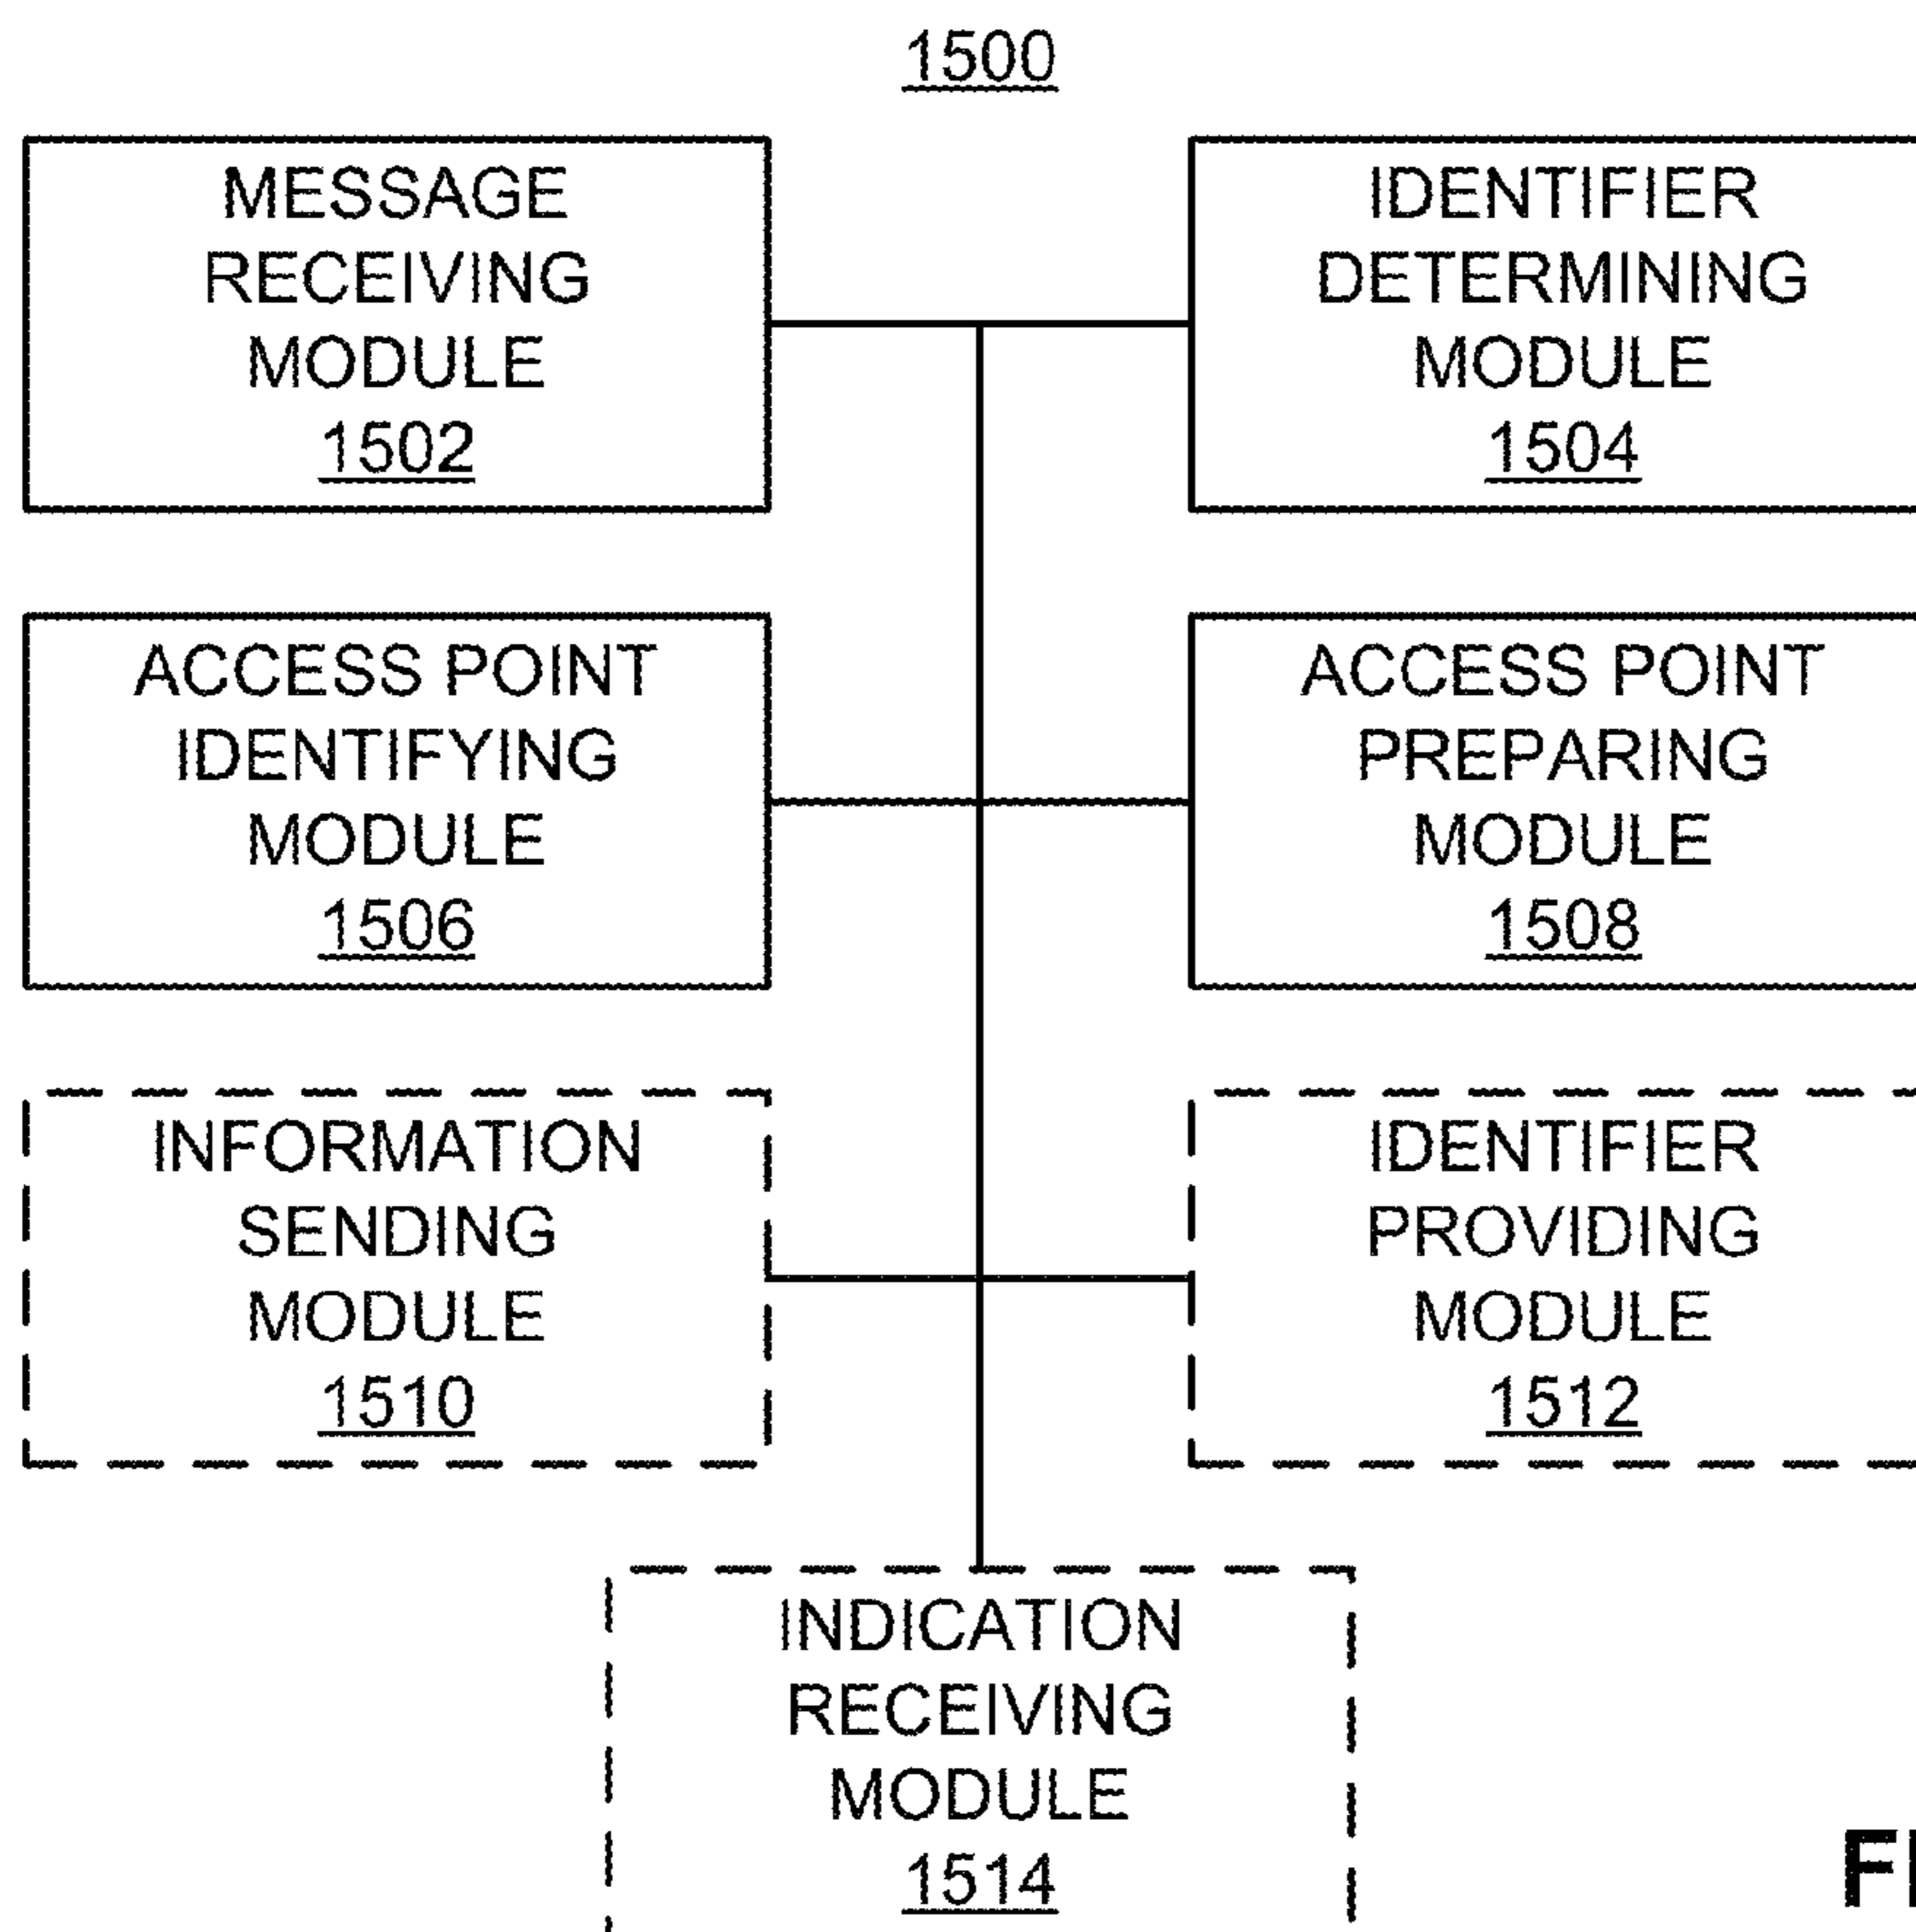 1500
MESSAGE
RECEIVING
MODULE
1502
IDENTIFIER
DETERMINING
MODULE
1504
ACCESS POINT
IDENTIFYING
MODULE
1506
ACCESS POINT
PREPARING
MODULE
1508
INFORMATION
SENDING
MODULE
1510
IDENTIFIER
PROVIDING
MODULE
1512
INDICATION
RECEIVING
MODULE
1514